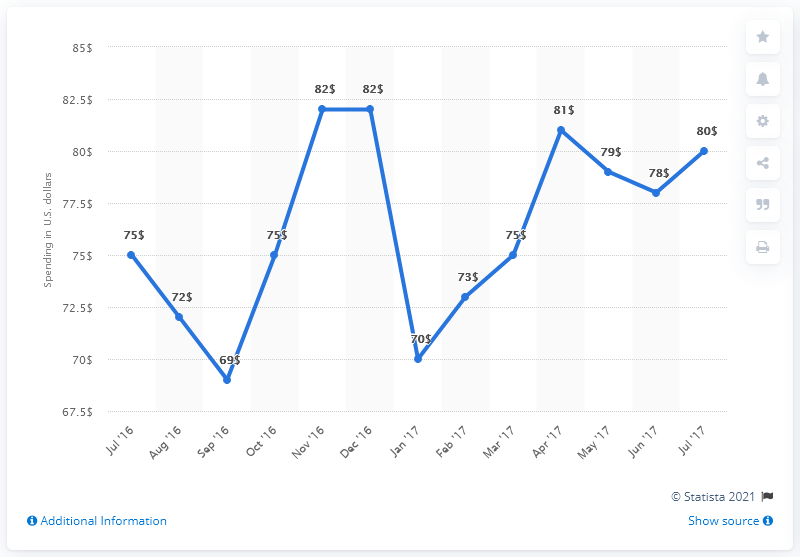 85$
82.5$
80$
77.5$
75$
72.5$
70$
67.5$
Spending in U.S. dollars
75$
72$
69$
75$
82$
82$
70$
73$
75$
81$
79$
78$
80$
Jul '16
Aug '16
Sep '16
Oct '16
Nov '16
Dec '16
Jan '17
Feb '17
Mar '17
Apr '17
May '17
Jun '17
Jul '17
© Statista 2021
Additional Information
Show source